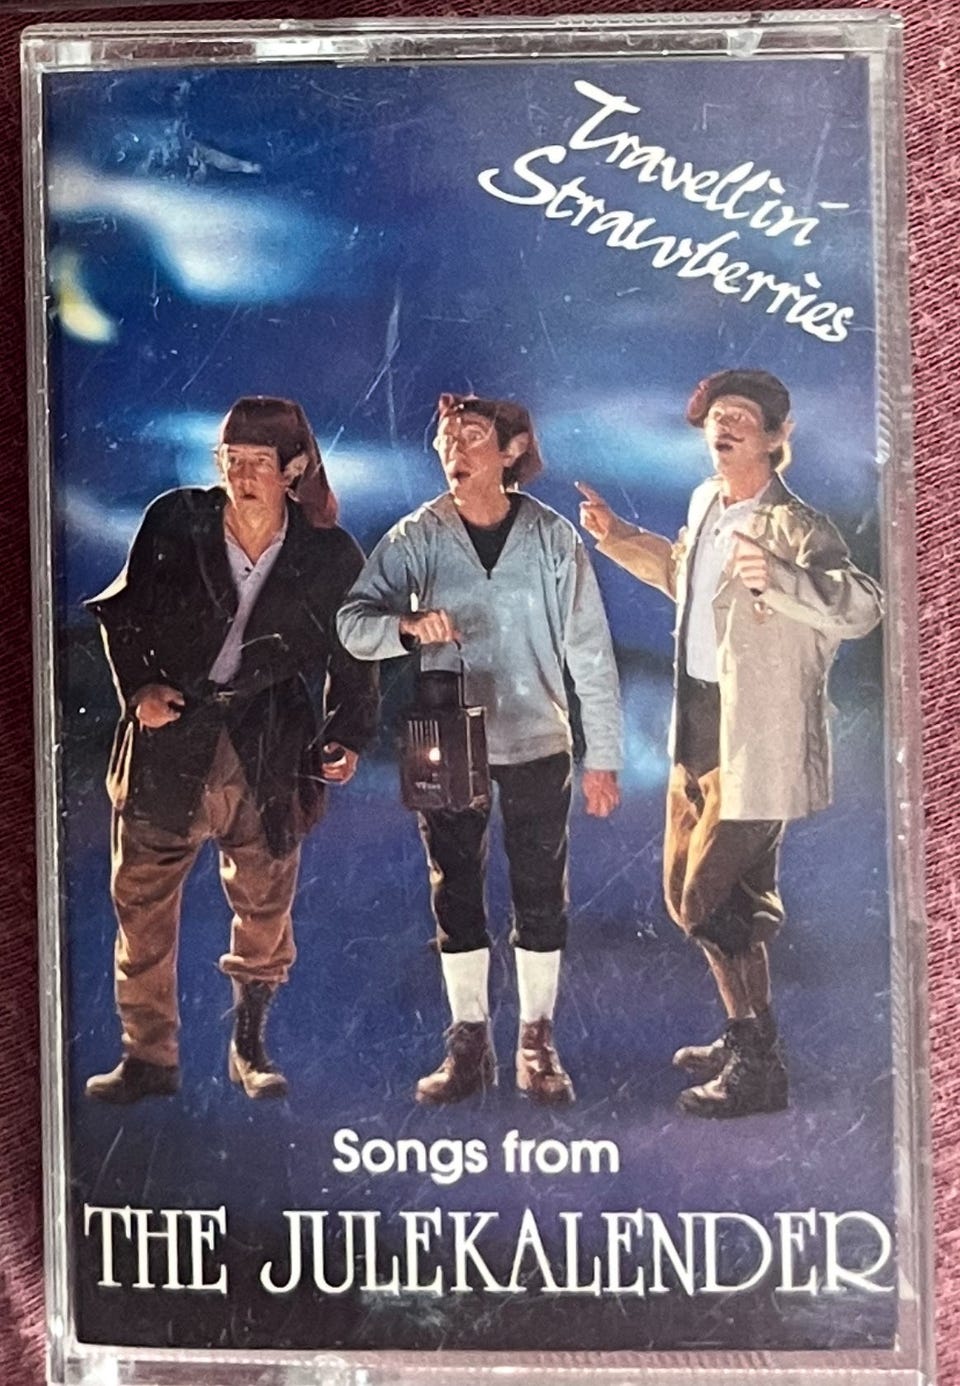 Travellin'
Strawberries
Songs from
THE JULEKALENDER